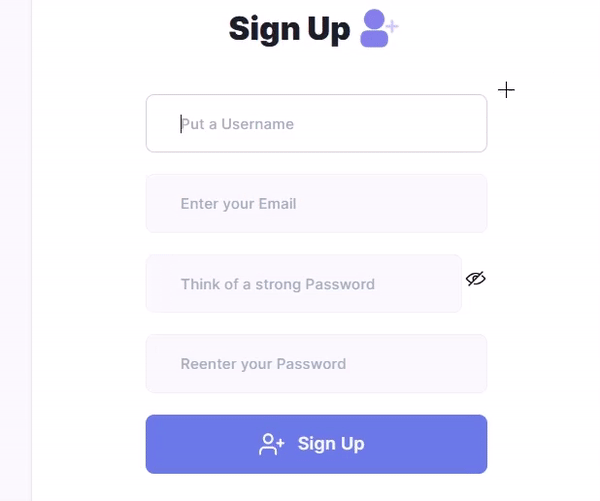 Sign Up
Put a Username
Enter your Email
Think of a strong Password
Reenter your Password
Sign Up